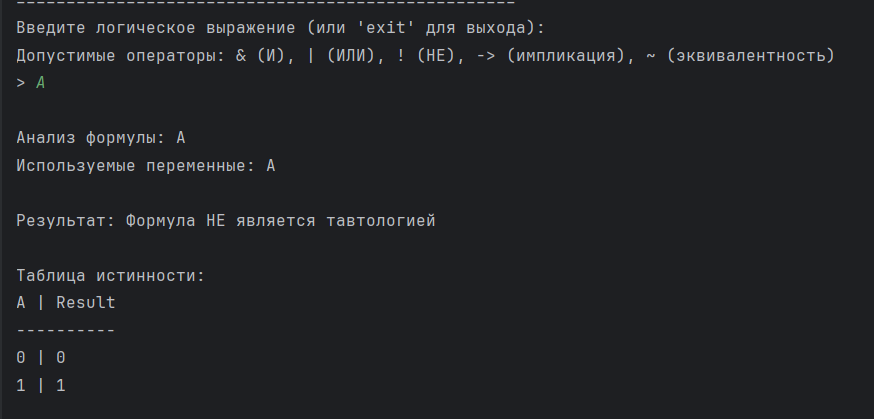 --------------------------------------------------
Введите логическое выражение (или 'exit' для выхода):
Допустимые операторы: & (И), | (ИЛИ), ! (НЕ), -> (импликация), ~ (эквивалентность)
> A
Анализ формулы: A
Используемые переменные: A
Результат: Формула НЕ является тавтологией
Таблица истинности:
A | Result
----------
0 | 0
1 | 1